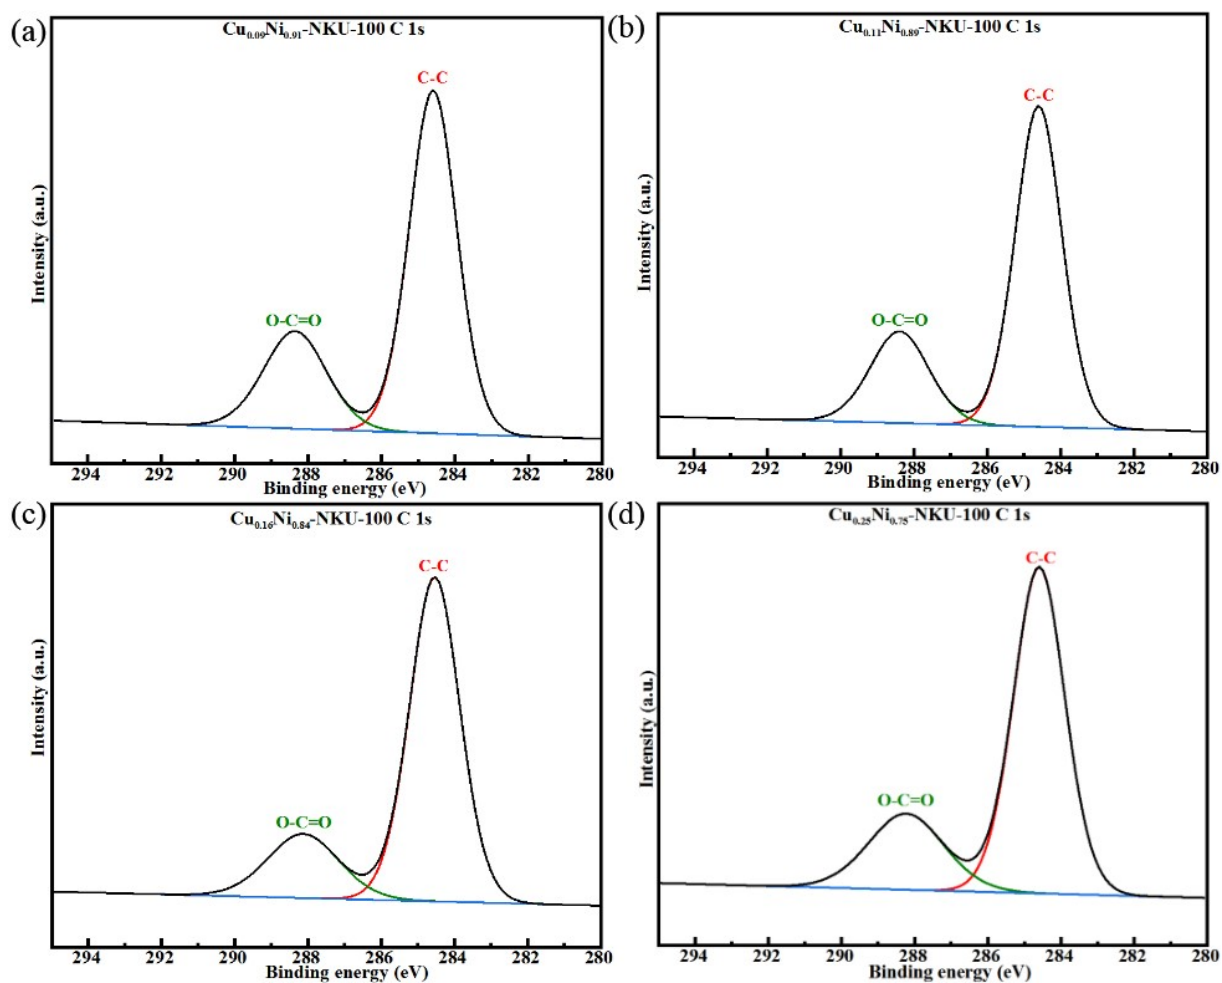 (a)
Cu0.09Ni0.91-NKU-100 C 1s
C-C
O-C=O
Intensity (a.u.)
294 292 290 288 286 284 282 280
Binding energy (eV)
(b)
Cu0.11Ni0.89-NKU-100 C 1s
C-C
O-C=O
Intensity (a.u.)
294 292 290 288 286 284 282 280
Binding energy (eV)
(c)
Cu0.16Ni0.84-NKU-100 C 1s
C-C
O-C=O
Intensity (a.u.)
294 292 290 288 286 284 282 280
Binding energy (eV)
(d)
Cu0.25Ni0.75-NKU-100 C 1s
C-C
O-C=O
Intensity (a.u.)
294 292 290 288 286 284 282 280
Binding energy (eV)